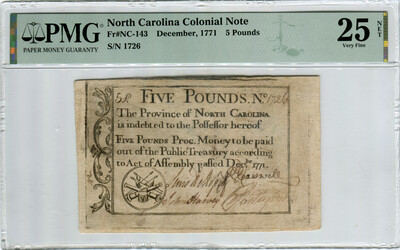 PMG
PAPER MONEY GUARANTY
North Carolina Colonial Note
Fr#NC-143 December, 1771 5 Pounds
S/N 1726
25 NET
Very Fine
FIVE POUNDS. No 1726
The Province of NORTH CAROLINA
is indebted to the Possessor hereof
FIVE POUNDS Proc. Money to be paid
out of the Public Treasury according
to Act of Assembly passed Decr. 1771.